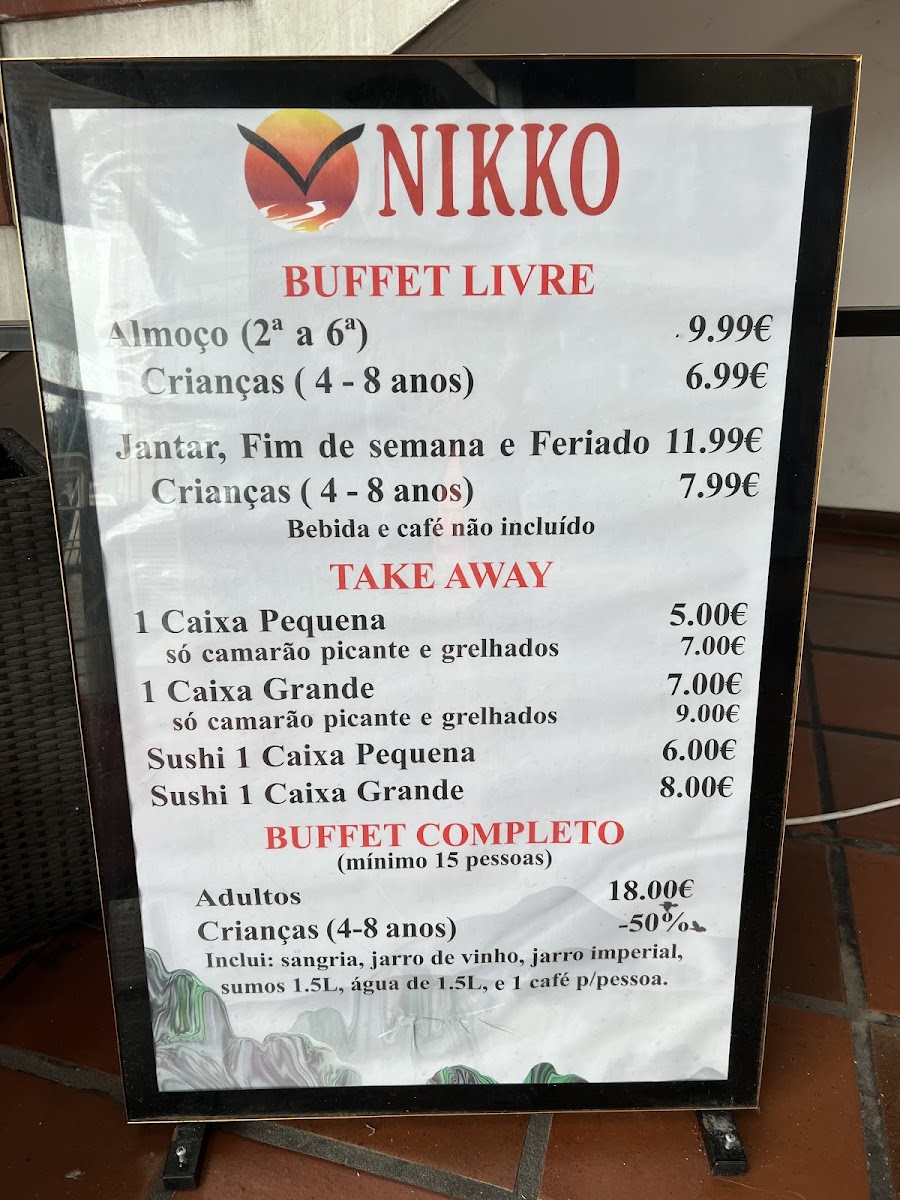 NIKKO
BUFFET LIVRE
Almoço (2ª a 6ª) 9.99€
Crianças ( 4 - 8 anos) 6.99€
Jantar, Fim de semana e Feriado 11.99€
Crianças ( 4 - 8 anos) 7.99€
Bebida e café não incluído
TAKE AWAY
1 Caixa Pequena 5.00€
só camarão picante e grelhados 7.00€
1 Caixa Grande 7.00€
só camarão picante e grelhados 9.00€
Sushi 1 Caixa Pequena 6.00€
Sushi 1 Caixa Grande 8.00€
BUFFET COMPLETO
(mínimo 15 pessoas)
Adultos 18.00€
Crianças (4-8 anos) -50%
Inclui: sangria, jarro de vinho, jarro imperial,
sumos 1.5L, água de 1.5L, e 1 café p/pessoa.